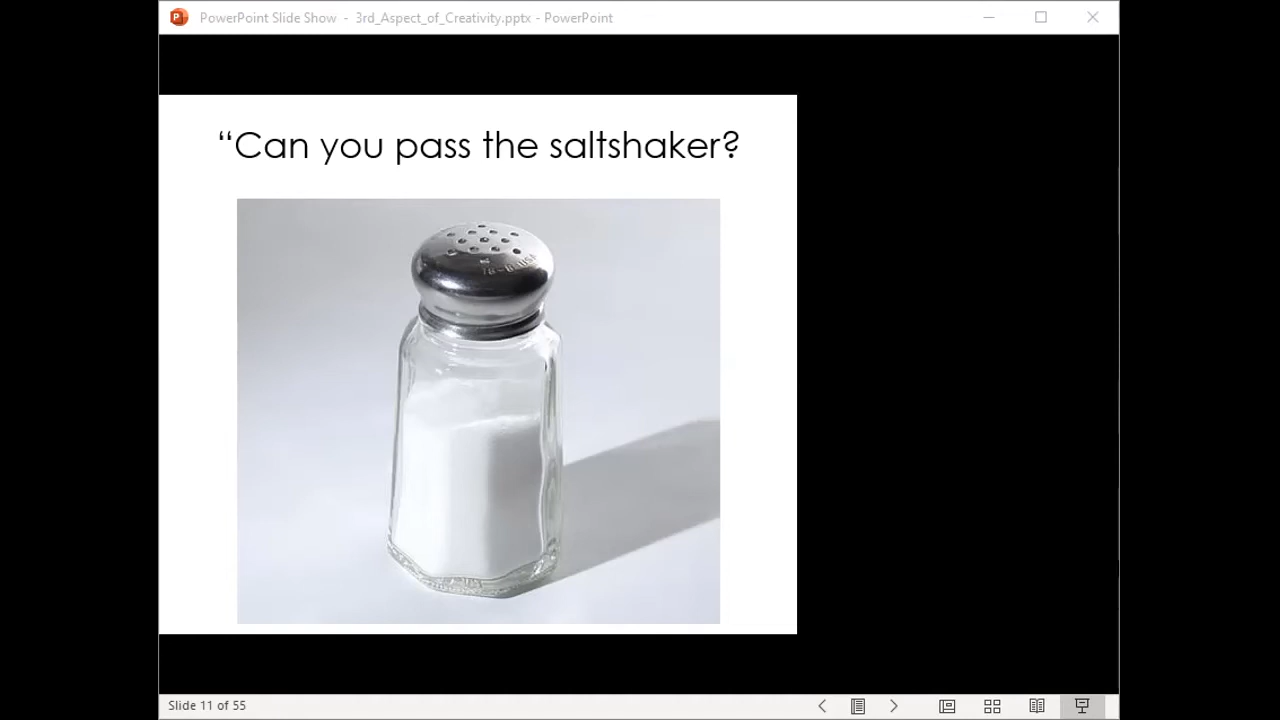 PowerPoint Slide Show - 3rd_Aspect_of_Creativity.pptx - PowerPoint
“Can you pass the saltshaker?
Slide 11 of 55